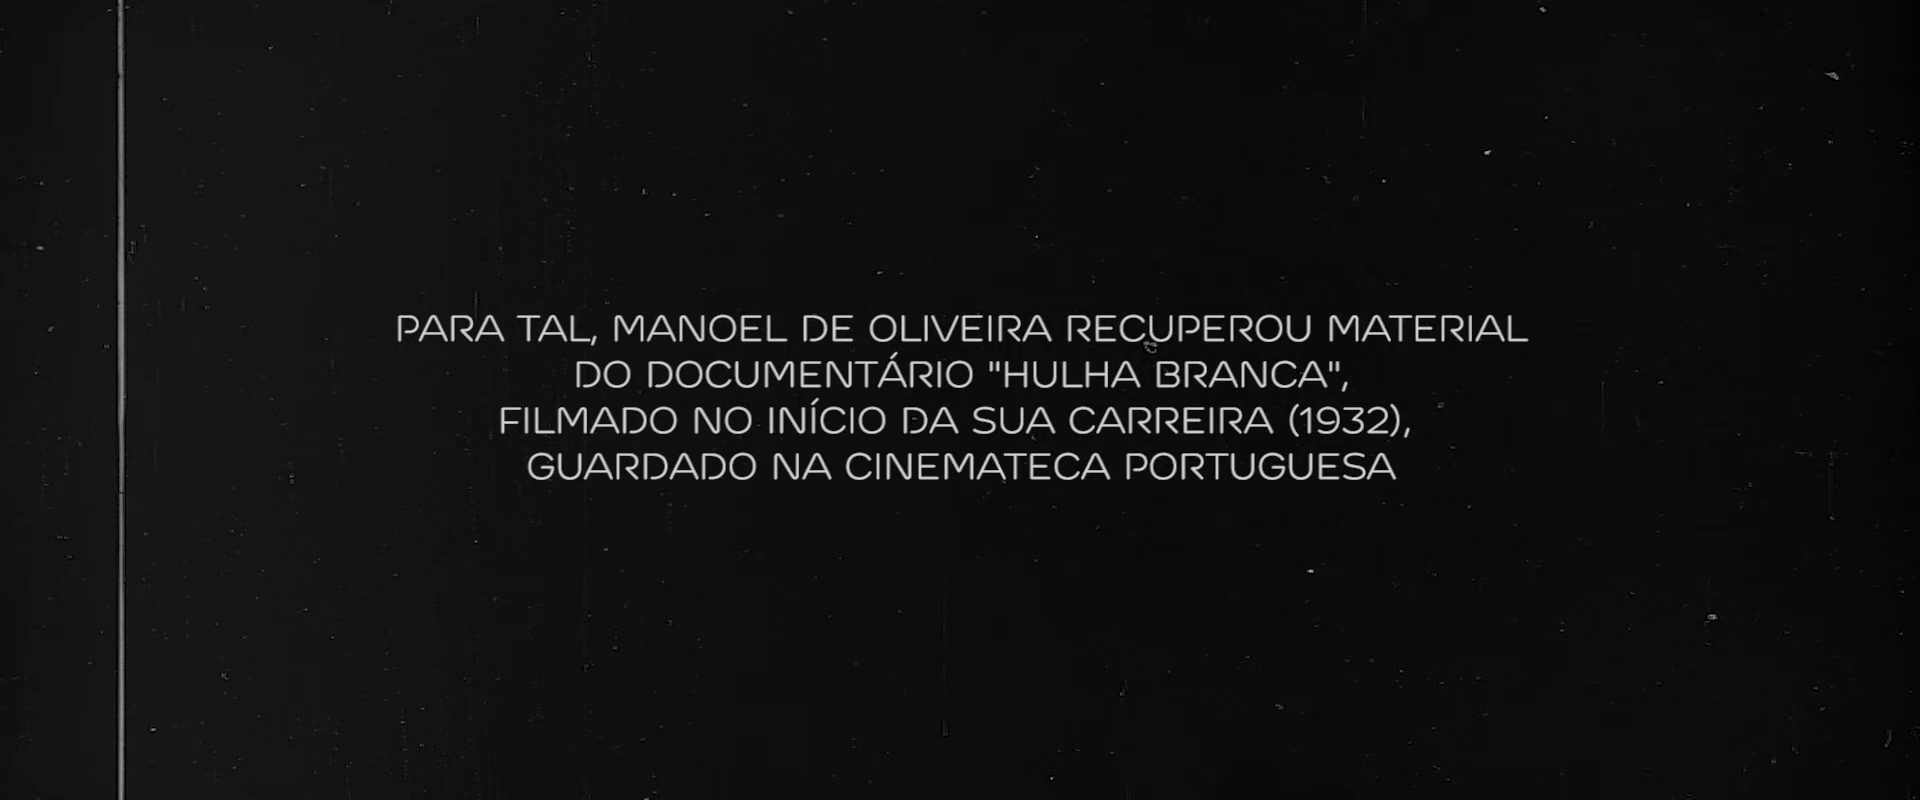 PARA TAL, MANOEL DE OLIVEIRA RECUPEROU MATERIAL
DO DOCUMENTÁRIO "HULHA BRANCA",
FILMADO NO INÍCIO DA SUA CARREIRA (1932),
GUARDADO NA CINEMATECA PORTUGUESA